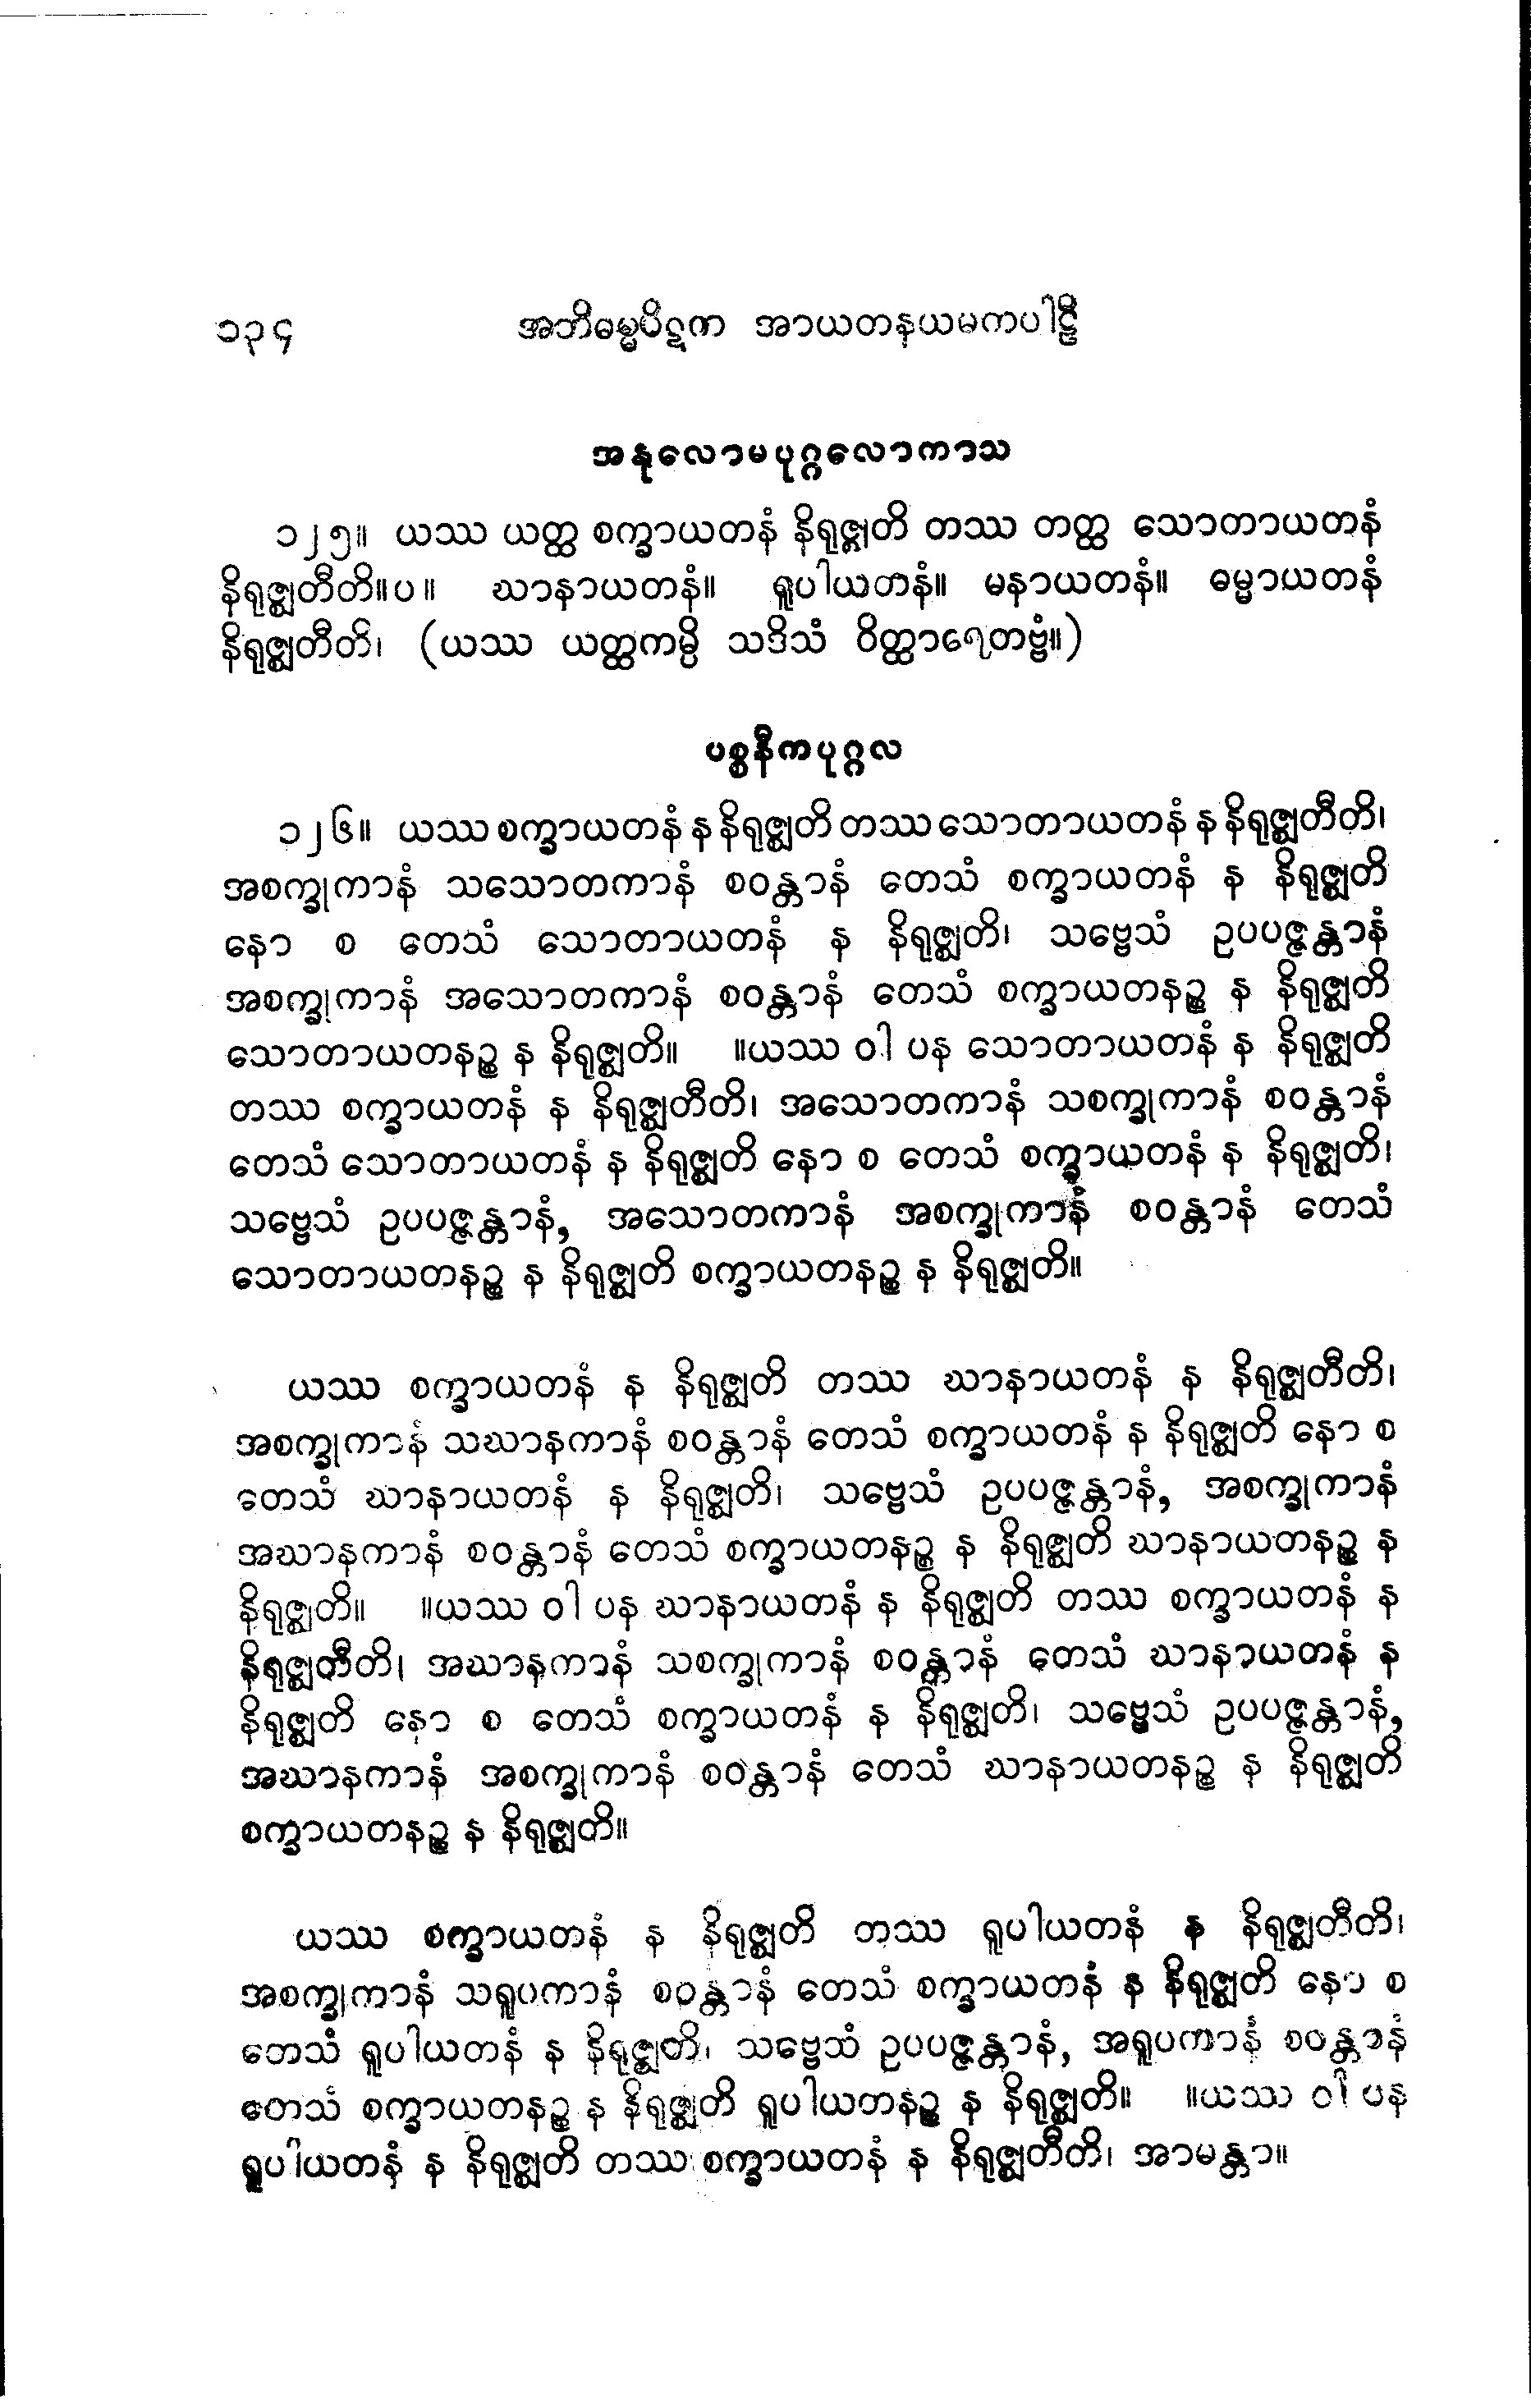 ၁၃၄ အဘိဓမ္မပိဋက အာယတနယမကပါဠိ
အနုလောမပုဂ္ဂလောကာသ
၁၂၅။ ယဿ ယတ္ထ စက္ခာယတနံ နိရုဇ္ဈတိ တဿ တတ္ထ သောတာယတနံ
နိရုဇ္ဈတီတိ။ပ။ ဃာနာယတနံ။ ရူပါယတနံ။ မနာယတနံ။ ဓမ္မာယတနံ
နိရုဇ္ဈတီတိ၊ (ယဿ ယတ္ထကမ္ပိ သဒိသံ ဝိတ္ထာရေတဗ္ဗံ။)
ပစ္စနီကပုဂ္ဂလ
၁၂၆။ ယဿ စက္ခာယတနံ န နိရုဇ္ဈတိ တဿ သောတာယတနံ န နိရုဇ္ဈတီတိ၊
အစက္ခုကာနံ သသောတကာနံ စဝန္တာနံ တေသံ စက္ခာယတနံ န နိရုဇ္ဈတိ
နော စ တေသံ သောတာယတနံ န နိရုဇ္ဈတိ၊ သဗ္ဗေသံ ဥပပဇ္ဇန္တာနံ
အစက္ခုကာနံ အသောတကာနံ စဝန္တာနံ တေသံ စက္ခာယတနဉ္စ န နိရုဇ္ဈတိ
သောတာယတနဉ္စ န နိရုဇ္ဈတိ။ ။ယဿ ဝါ ပန သောတာယတနံ န နိရုဇ္ဈတိ
တဿ စက္ခာယတနံ န နိရုဇ္ဈတီတိ၊ အသောတကာနံ သစက္ခုကာနံ စဝန္တာနံ
တေသံ သောတာယတနံ န နိရုဇ္ဈတိ နော စ တေသံ စက္ခာယတနံ န နိရုဇ္ဈတိ၊
သဗ္ဗေသံ ဥပပဇ္ဇန္တာနံ, အသောတကာနံ အစက္ခုကာနံ စဝန္တာနံ တေသံ
သောတာယတနဉ္စ န နိရုဇ္ဈတိ စက္ခာယတနဉ္စ န နိရုဇ္ဈတိ။
ယဿ စက္ခာယတနံ န နိရုဇ္ဈတိ တဿ ဃာနာယတနံ န နိရုဇ္ဈတီတိ၊
အစက္ခုကာနံ သဃာနကာနံ စဝန္တာနံ တေသံ စက္ခာယတနံ န နိရုဇ္ဈတိ နော စ
တေသံ ဃာနာယတနံ န နိရုဇ္ဈတိ၊ သဗ္ဗေသံ ဥပပဇ္ဇန္တာနံ, အစက္ခုကာနံ
အဃာနကာနံ စဝန္တာနံ တေသံ စက္ခာယတနဉ္စ န နိရုဇ္ဈတိ ဃာနာယတနဉ္စ န
နိရုဇ္ဈတိ။ ။ယဿ ဝါ ပန ဃာနာယတနံ န နိရုဇ္ဈတိ တဿ စက္ခာယတနံ န
နိရုဇ္ဈတီတိ၊ အဃာနကာနံ သစက္ခုကာနံ စဝန္တာနံ တေသံ ဃာနာယတနံ န
နိရုဇ္ဈတိ နော စ တေသံ စက္ခာယတနံ န နိရုဇ္ဈတိ၊ သဗ္ဗေသံ ဥပပဇ္ဇန္တာနံ,
အဃာနကာနံ အစက္ခုကာနံ စဝန္တာနံ တေသံ ဃာနာယတနဉ္စ န နိရုဇ္ဈတိ
စက္ခာယတနဉ္စ န နိရုဇ္ဈတိ။
ယဿ စက္ခာယတနံ န နိရုဇ္ဈတိ တဿ ရူပါယတနံ န နိရုဇ္ဈတီတိ၊
အစက္ခုကာနံ သရူပကာနံ စဝန္တာနံ တေသံ စက္ခာယတနံ န နိရုဇ္ဈတိ နော စ
တေသံ ရူပါယတနံ န နိရုဇ္ဈတိ၊ သဗ္ဗေသံ ဥပပဇ္ဇန္တာနံ, အရူပကာနံ စဝန္တာနံ
တေသံ စက္ခာယတနဉ္စ န နိရုဇ္ဈတိ ရူပါယတနဉ္စ န နိရုဇ္ဈတိ။ ။ယဿ ဝါ ပန
ရူပါယတနံ န နိရုဇ္ဈတိ တဿ စက္ခာယတနံ န နိရုဇ္ဈတီတိ၊ အာမန္တာ။